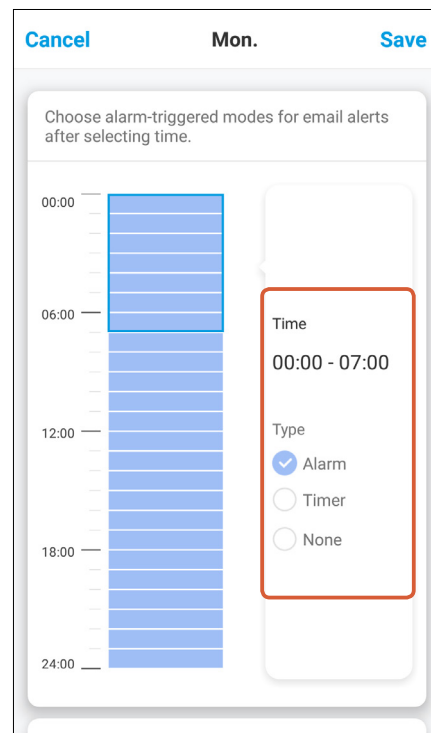 Cancel Mon. Save
Choose alarm-triggered modes for email alerts
after selecting time.
00:00
06:00
12:00
18:00
24:00
Time
00:00 - 07:00
Type
Alarm
Timer
None